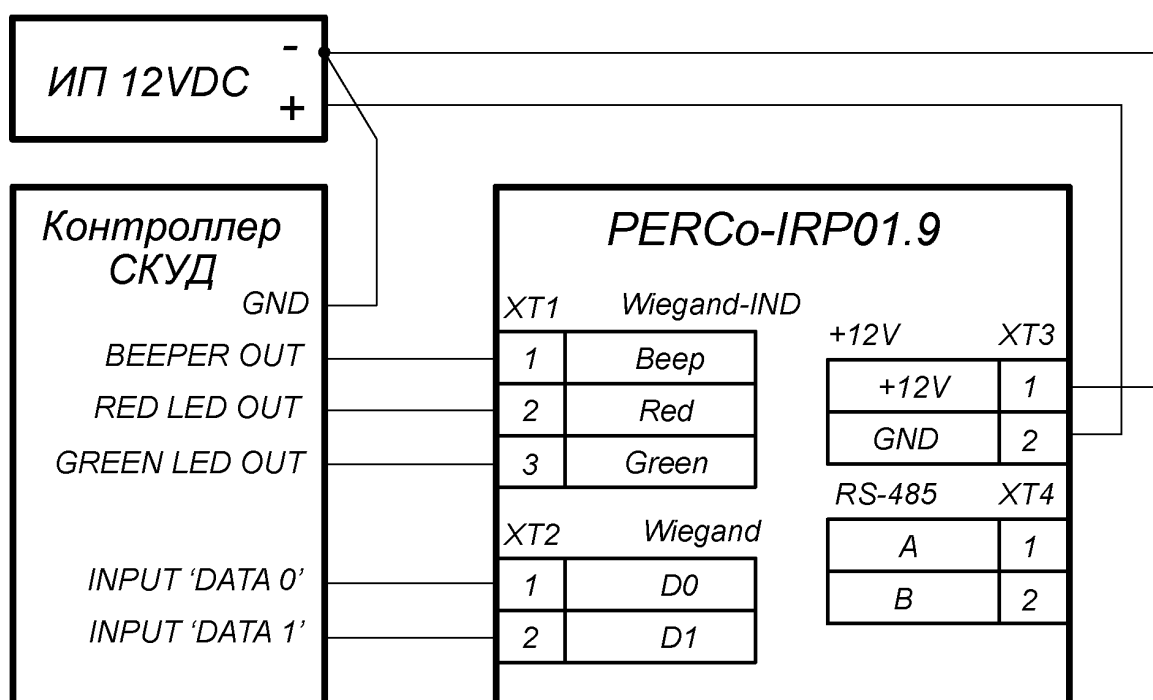 ИП 12VDC
-
+
Контроллер
СКУД
GND
BEEPER OUT
RED LED OUT
GREEN LED OUT
INPUT ‘DATA 0’
INPUT ‘DATA 1’
PERCo-IRP01.9
XT1 Wiegand-IND
1 Beep
2 Red
3 Green
XT2 Wiegand
1 D0
2 D1
+12V XT3
+12V 1
GND 2
RS-485 XT4
A 1
B 2